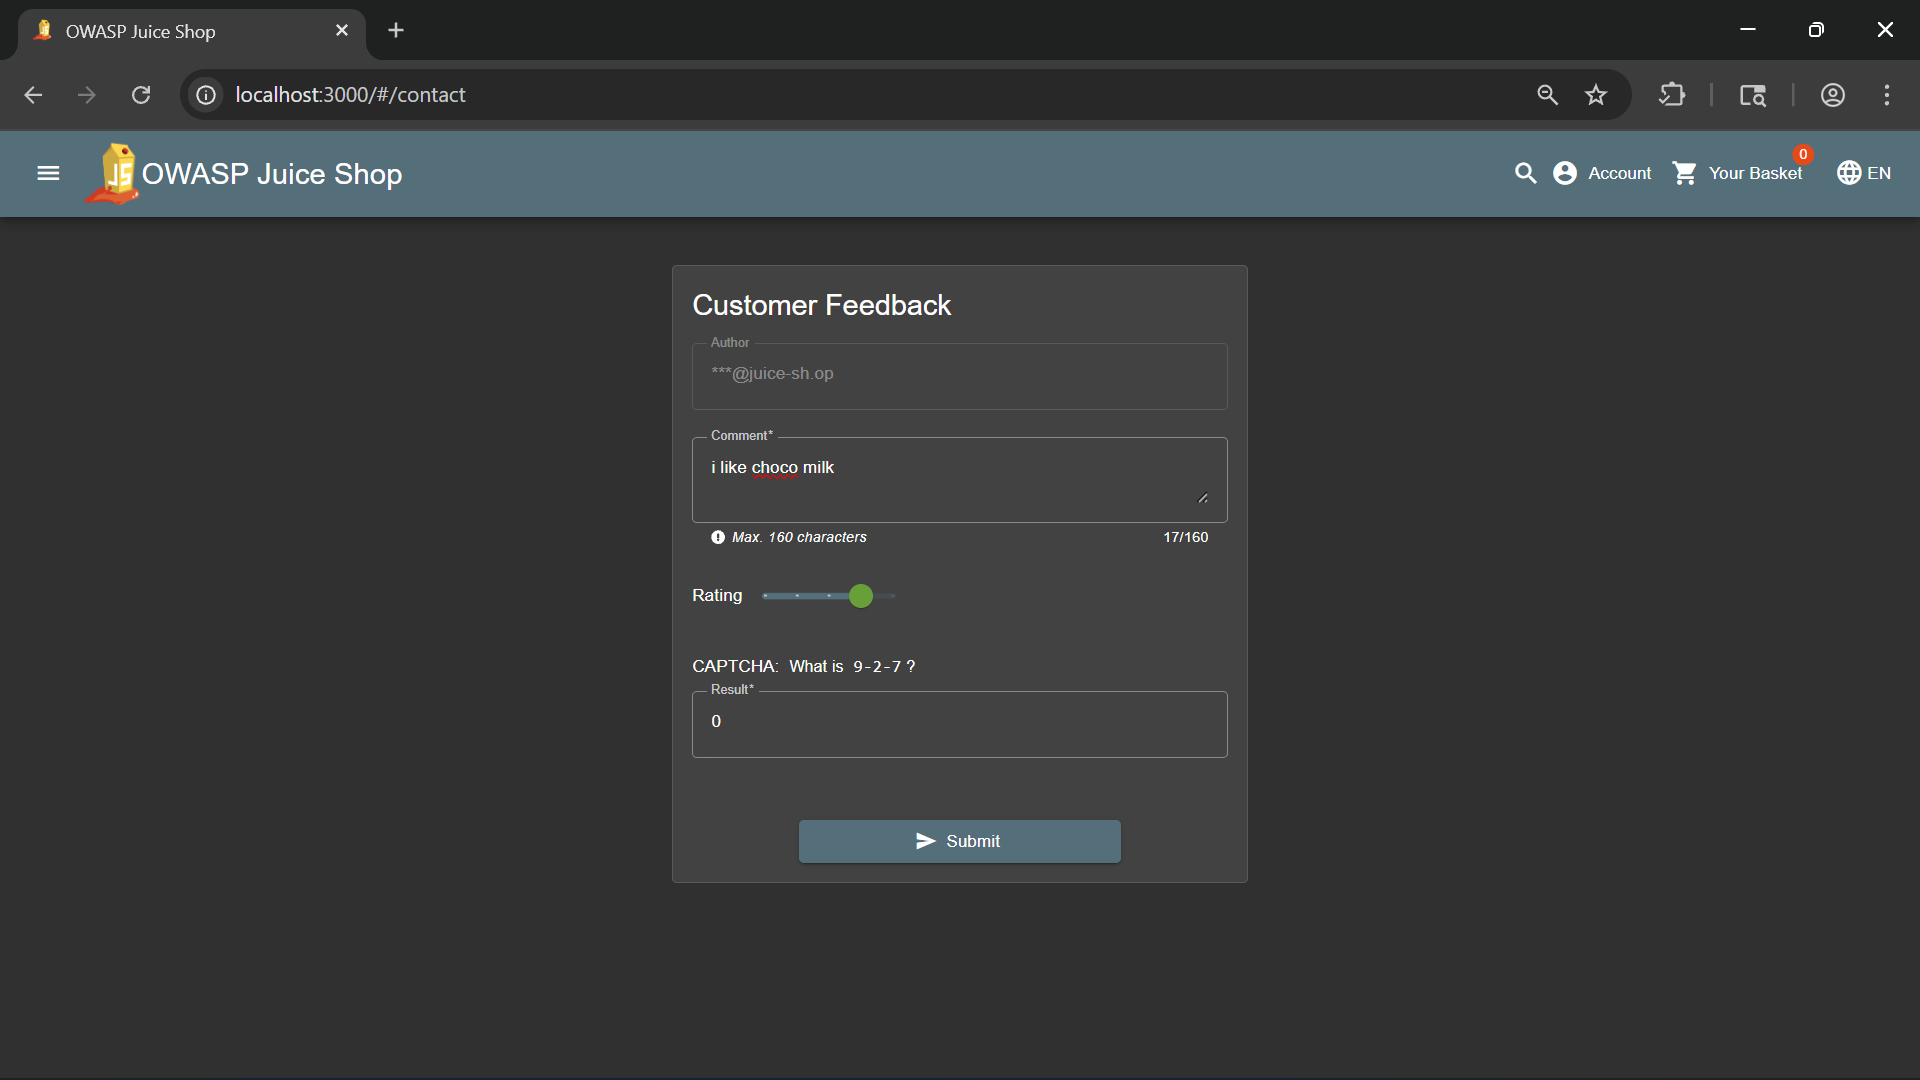 OWASP Juice Shop
localhost:3000/#/contact
OWASP Juice Shop
Account
Your Basket
0
EN
Customer Feedback
Author
***@juice-sh.op
Comment*
i like choco milk
Max. 160 characters
17/160
Rating
CAPTCHA: What is 9-2-7 ?
Result*
0
Submit